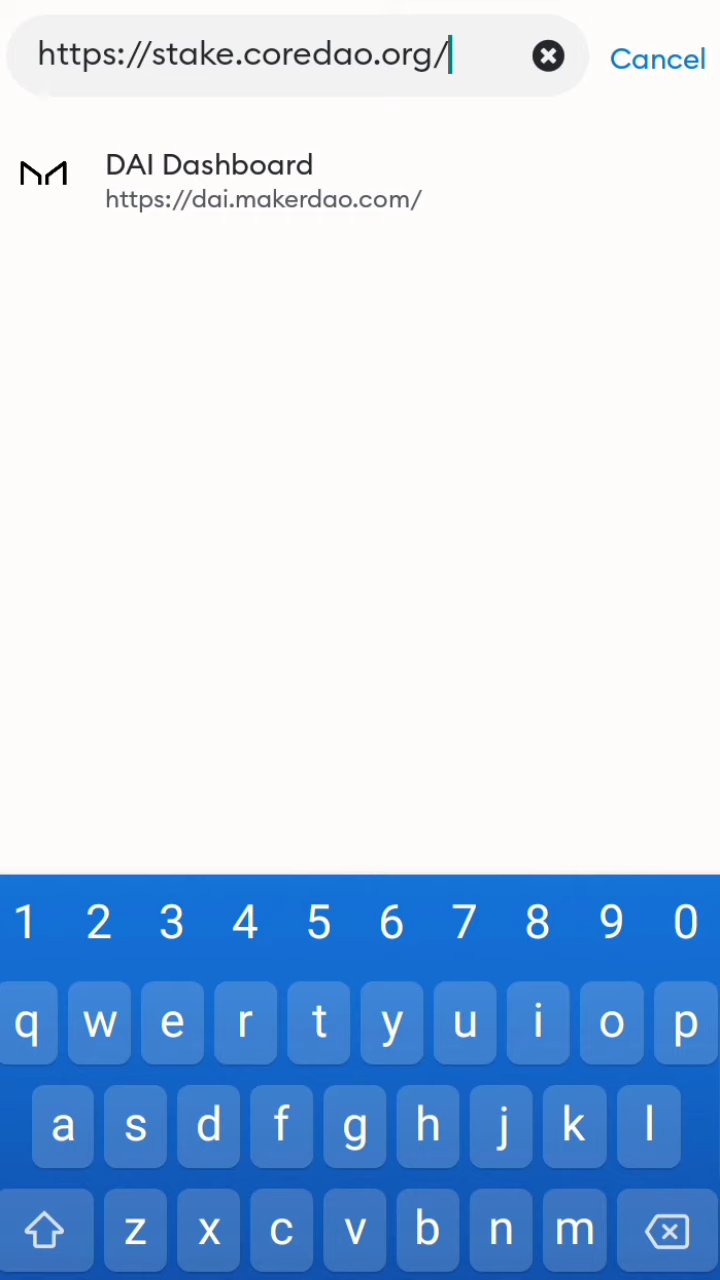 https://stake.coredao.org/
Cancel
DAI Dashboard
https://dai.makerdao.com/
1 2 3 4 5 6 7 8 9 0
q w e r t y u i o p
a s d f g h j k l
z x c v b n m